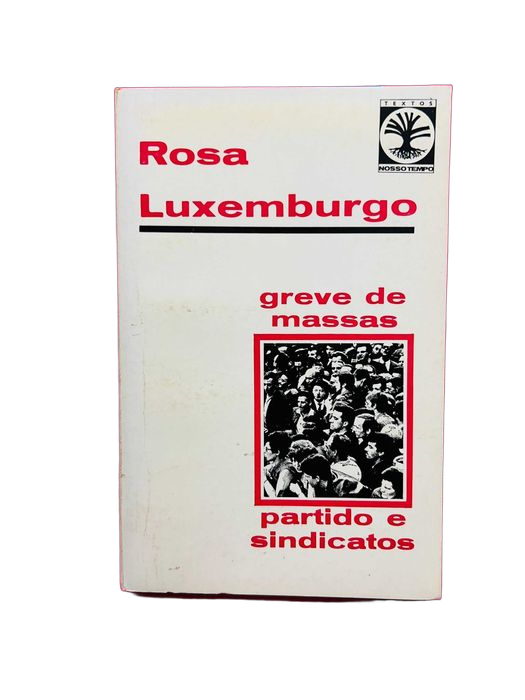 TEXTOS
NOSSO TEMPO
Rosa
Luxemburgo
greve de
massas
partido e
sindicatos